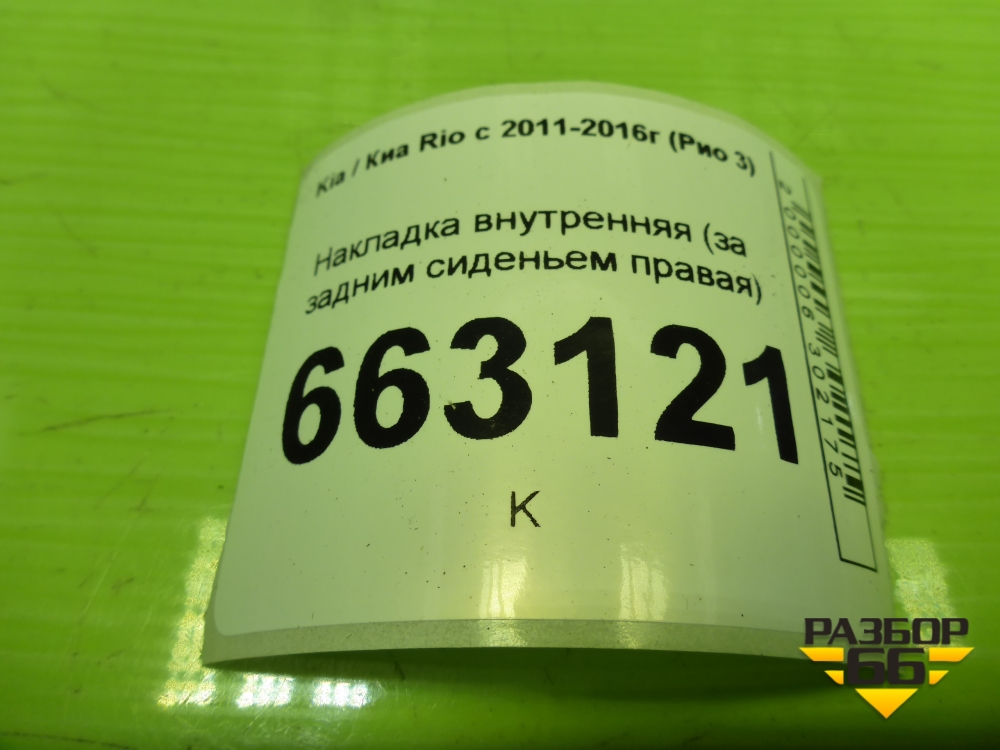 Kia / Киа Rio с 2011-2016г (Рио 3)
Накладка внутренняя (за
задним сиденьем правая)
663121
К
2000006302175
РАЗБОР
66